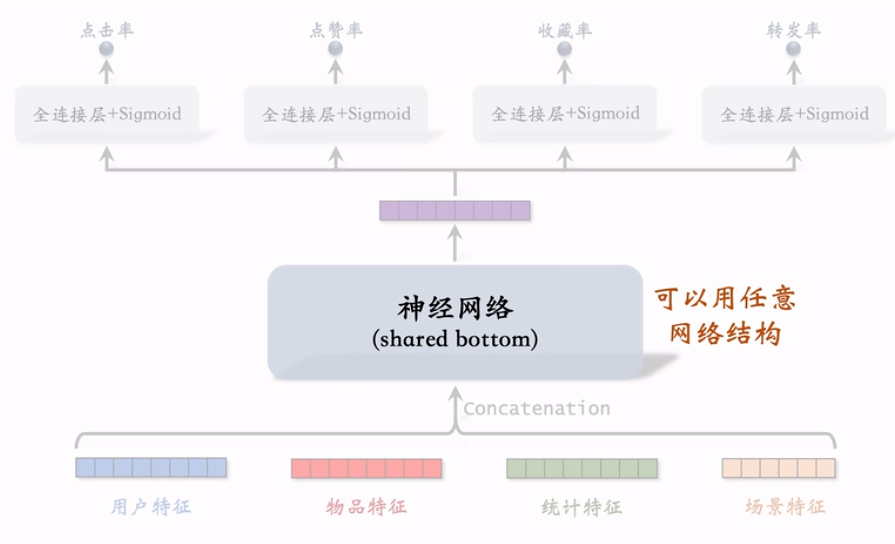 点击率
点赞率
收藏率
转发率
全连接层+Sigmoid
全连接层+Sigmoid
全连接层+Sigmoid
全连接层+Sigmoid
神经网络
(shared bottom)
可以用任意
网络结构
Concatenation
用户特征
物品特征
统计特征
场景特征